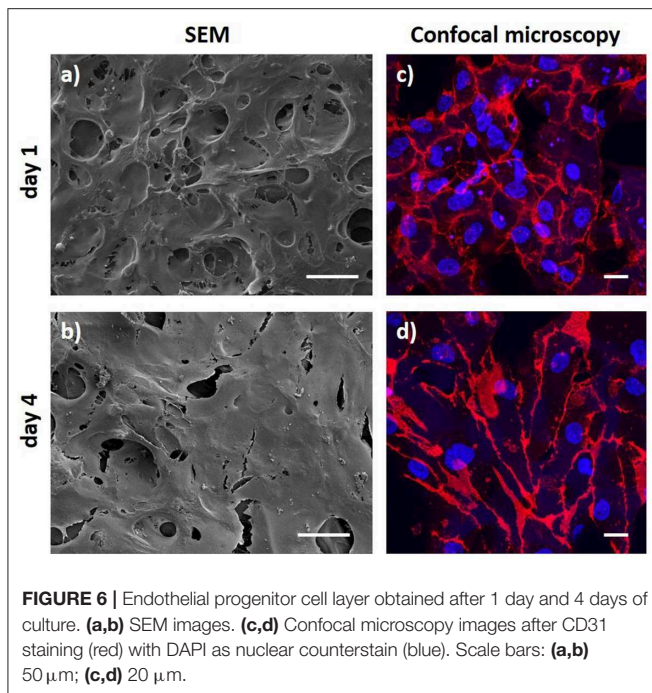 SEM
Confocal microscopy
day 1
a)
c)
day 4
b)
d)
FIGURE 6 | Endothelial progenitor cell layer obtained after 1 day and 4 days of
culture. (a,b) SEM images. (c,d) Confocal microscopy images after CD31
staining (red) with DAPI as nuclear counterstain (blue). Scale bars: (a,b)
50 μm; (c,d) 20 μm.